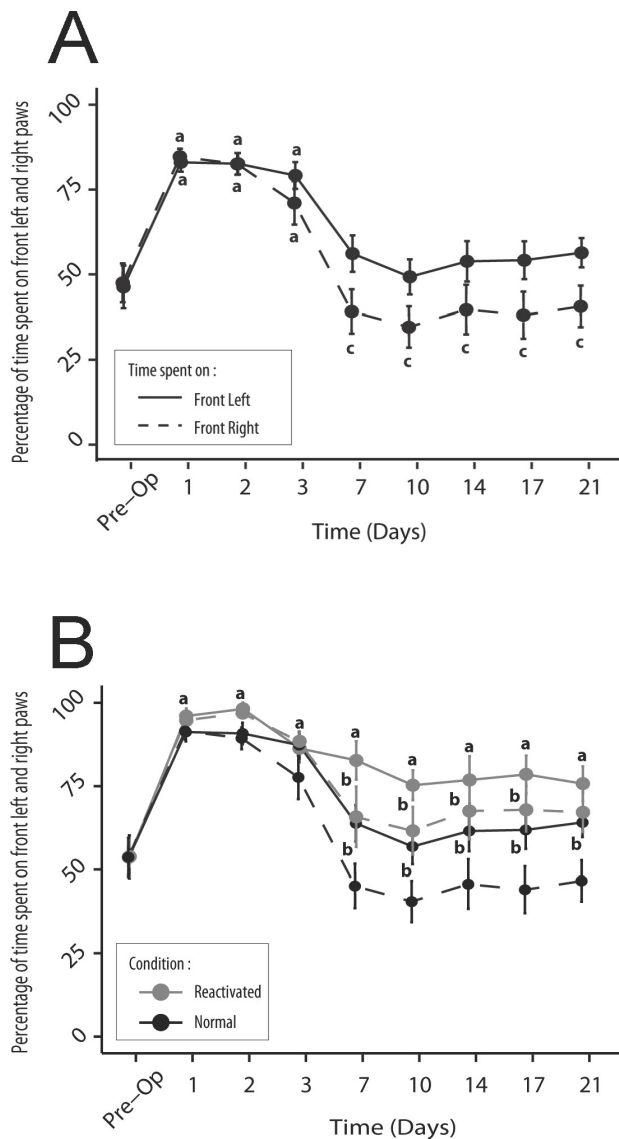 A
Percentage of time spent on front left and right paws
100
75
50
25
0
a
a
a
a
a
a
c
c
c
c
c
Time spent on :
Front Left
Front Right
Pre–Op
1
2
3
7
10
14
17
21
Time (Days)
B
Percentage of time spent on front left and right paws
100
75
50
25
0
a
a
a
a
a
a
a
a
b
b
b
b
b
b
b
b
b
Condition :
Reactivated
Normal
Pre–Op
1
2
3
7
10
14
17
21
Time (Days)